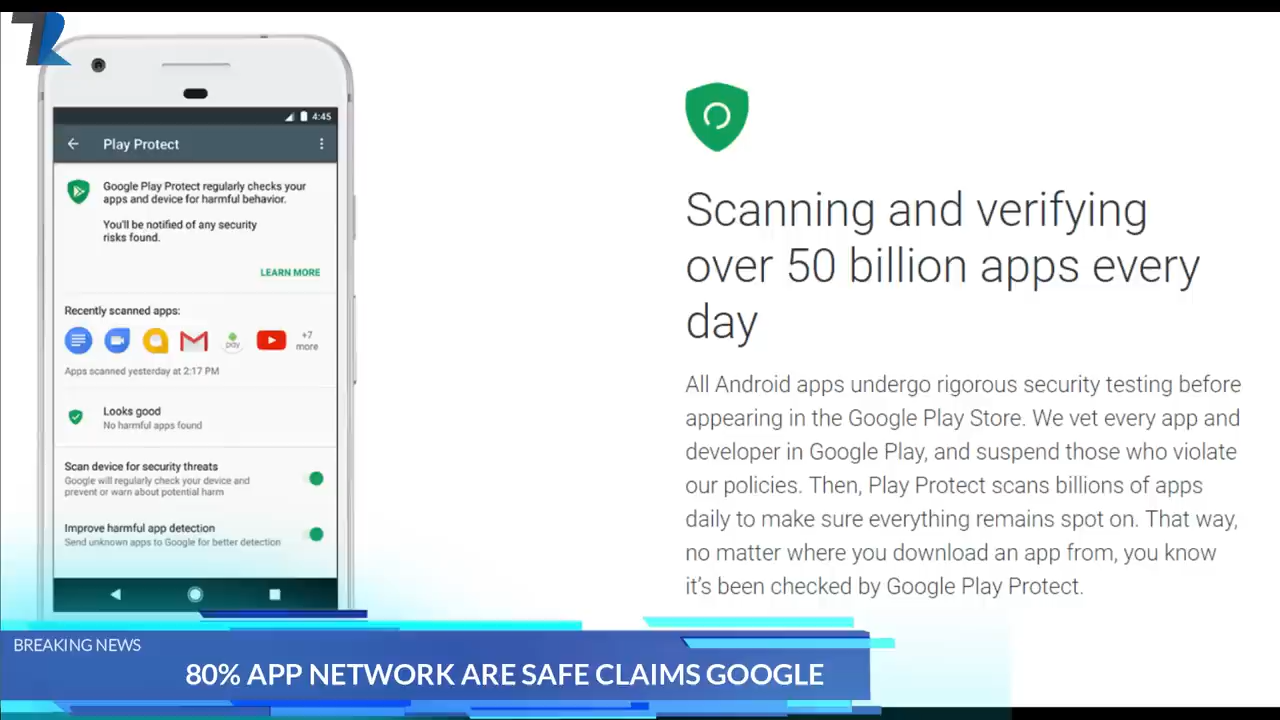 4:45
Play Protect
Google Play Protect regularly checks your
apps and device for harmful behavior.
You'll be notified of any security
risks found.
LEARN MORE
Recently scanned apps:
pay
+7
more
Apps scanned yesterday at 2:17 PM
Looks good
No harmful apps found
Scan device for security threats
Google will regularly check your device and
prevent or warn about potential harm
Improve harmful app detection
Send unknown apps to Google for better detection
Scanning and verifying
over 50 billion apps every
day
All Android apps undergo rigorous security testing before
appearing in the Google Play Store. We vet every app and
developer in Google Play, and suspend those who violate
our policies. Then, Play Protect scans billions of apps
daily to make sure everything remains spot on. That way,
no matter where you download an app from, you know
it’s been checked by Google Play Protect.
BREAKING NEWS
80% APP NETWORK ARE SAFE CLAIMS GOOGLE